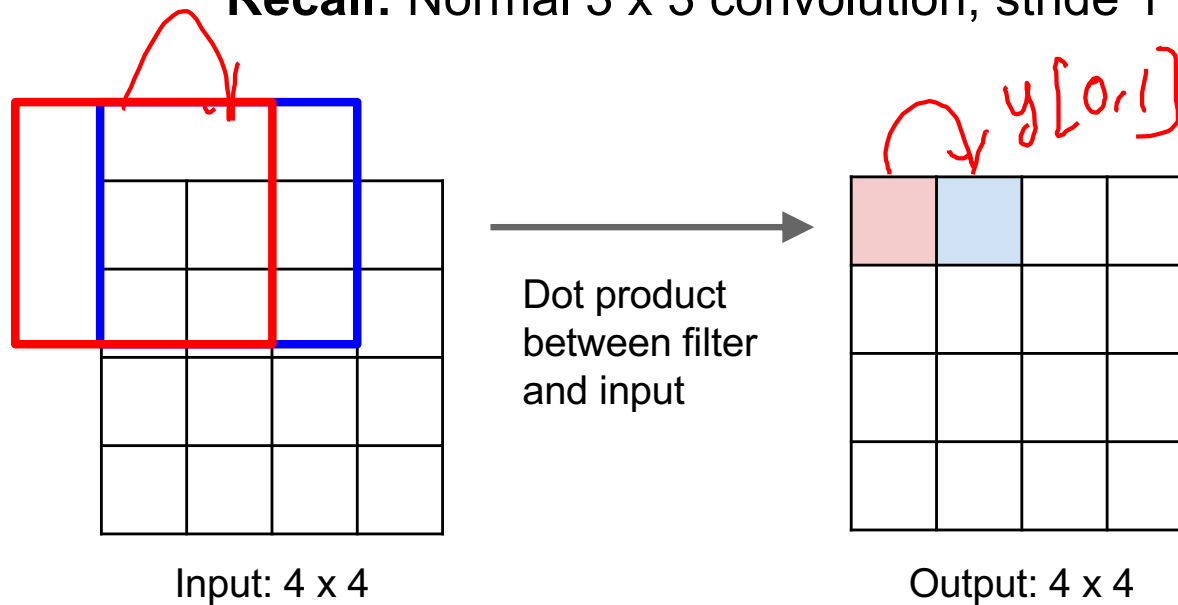 Recall: Normal 3 x 3 convolution, stride 1
y[0,1]
Dot product
between filter
and input
Input: 4 x 4
Output: 4 x 4